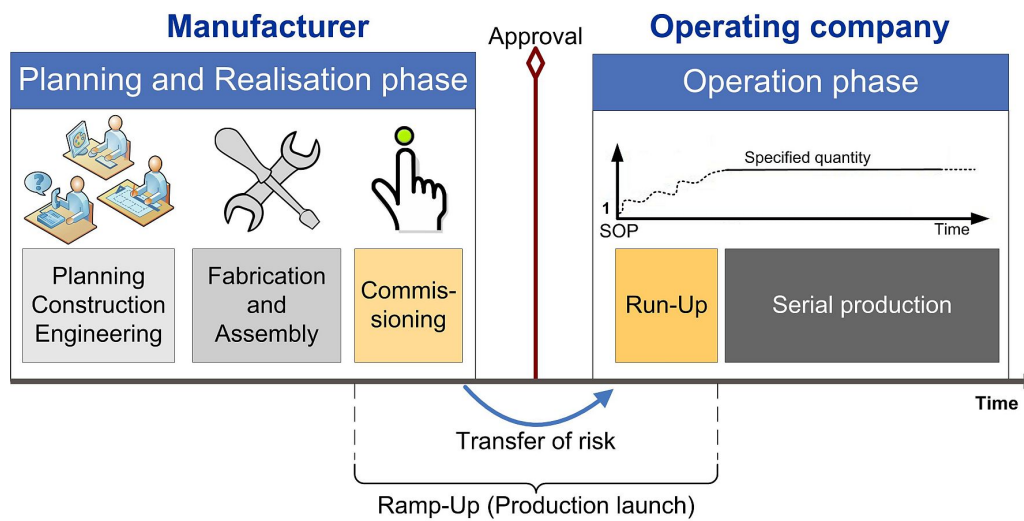 Manufacturer
Approval
Operating company
Planning and Realisation phase
Operation phase
?
Specified quantity
1
SOP
Time
Planning
Construction
Engineering
Fabrication
and
Assembly
Commis-
sioning
Run-Up
Serial production
Time
Transfer of risk
Ramp-Up (Production launch)